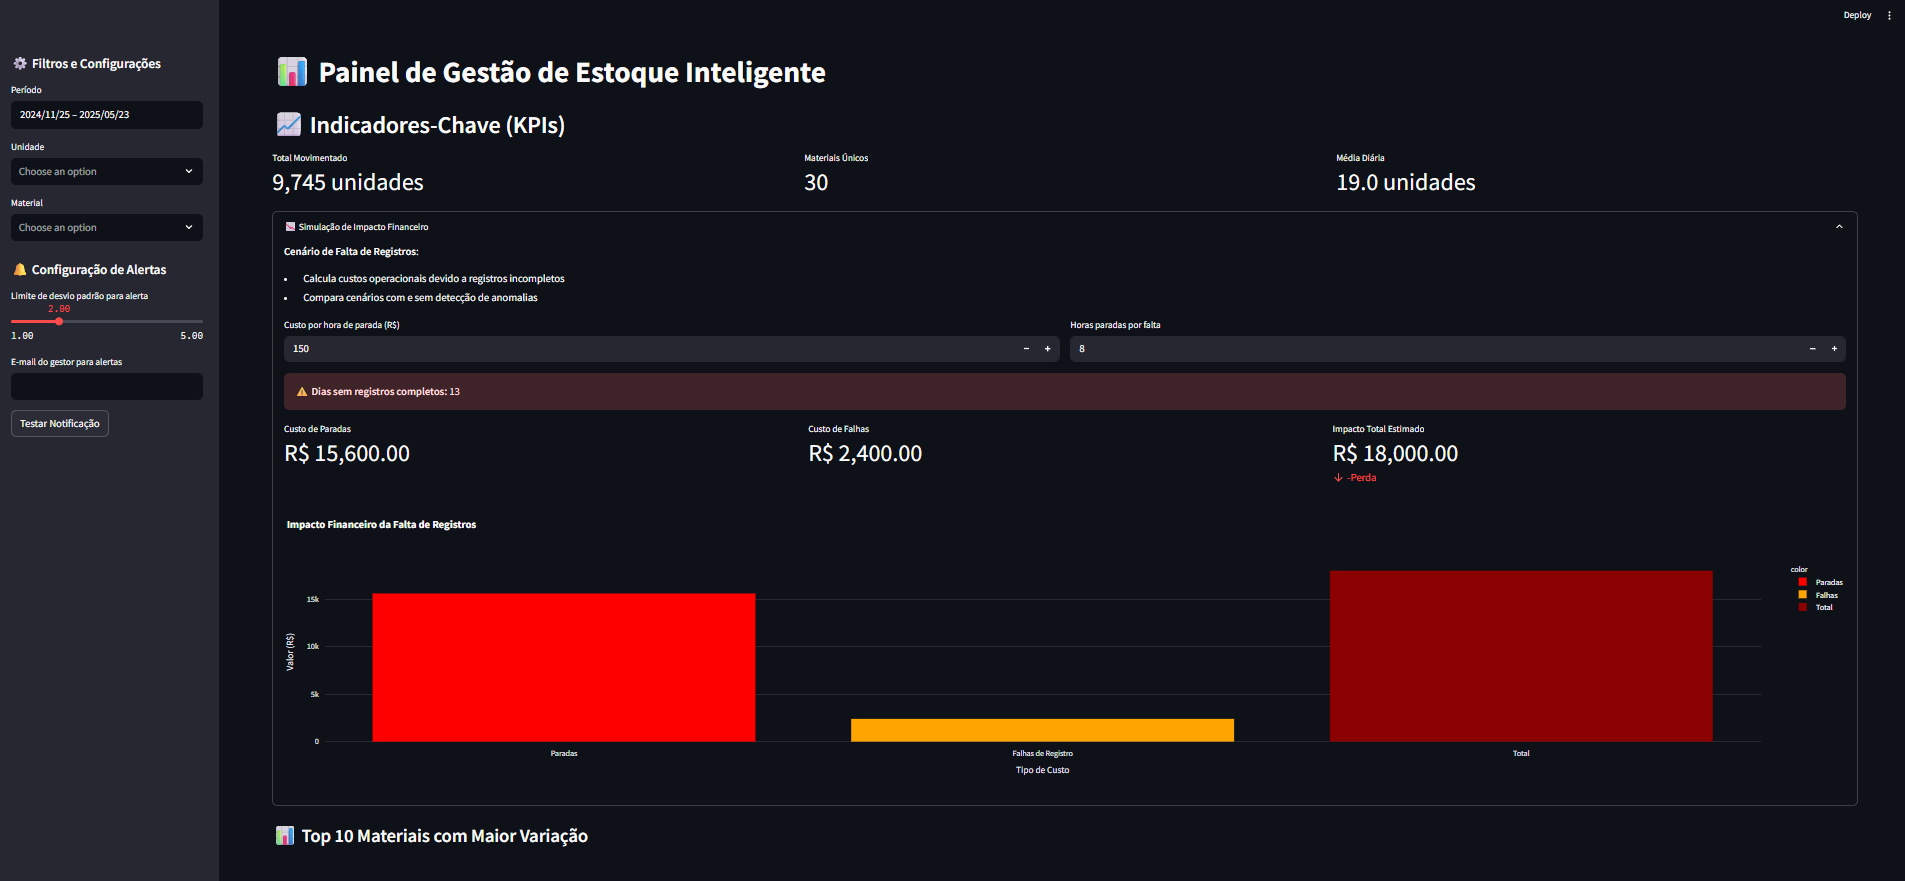 Deploy
Filtros e Configurações
Período
2024/11/25 – 2025/05/23
Unidade
Choose an option
Material
Choose an option
Configuração de Alertas
Limite de desvio padrão para alerta
2.00
1.00 5.00
E-mail do gestor para alertas
Testar Notificação
Painel de Gestão de Estoque Inteligente
Indicadores-Chave (KPIs)
Total Movimentado
9,745 unidades
Materiais Únicos
30
Média Diária
19.0 unidades
Simulação de Impacto Financeiro
Cenário de Falta de Registros:
• Calcula custos operacionais devido a registros incompletos
• Compara cenários com e sem detecção de anomalias
Custo por hora de parada (R$)
150
Horas paradas por falta
8
Dias sem registros completos: 13
Custo de Paradas
R$ 15,600.00
Custo de Falhas
R$ 2,400.00
Impacto Total Estimado
R$ 18,000.00
-Perda
Impacto Financeiro da Falta de Registros
Valor (R$)
15k
10k
5k
0
Paradas
Falhas de Registro
Total
Tipo de Custo
color
Paradas
Falhas
Total
Top 10 Materiais com Maior Variação